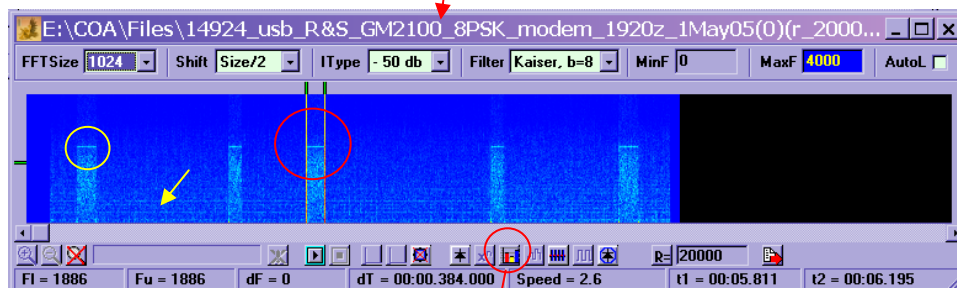 E:\COA\Files\14924_usb_R&S_GM2100_8PSK_modem_1920z_1May05(0)(r_2000...
FFTSize 1024 Shift Size/2 IType - 50 db Filter Kaiser, b=8 MinF 0 MaxF 4000 AutoL
R= 20000
Fl = 1886 Fu = 1886 dF = 0 dT = 00:00.384.000 Speed = 2.6 t1 = 00:05.811 t2 = 00:06.195